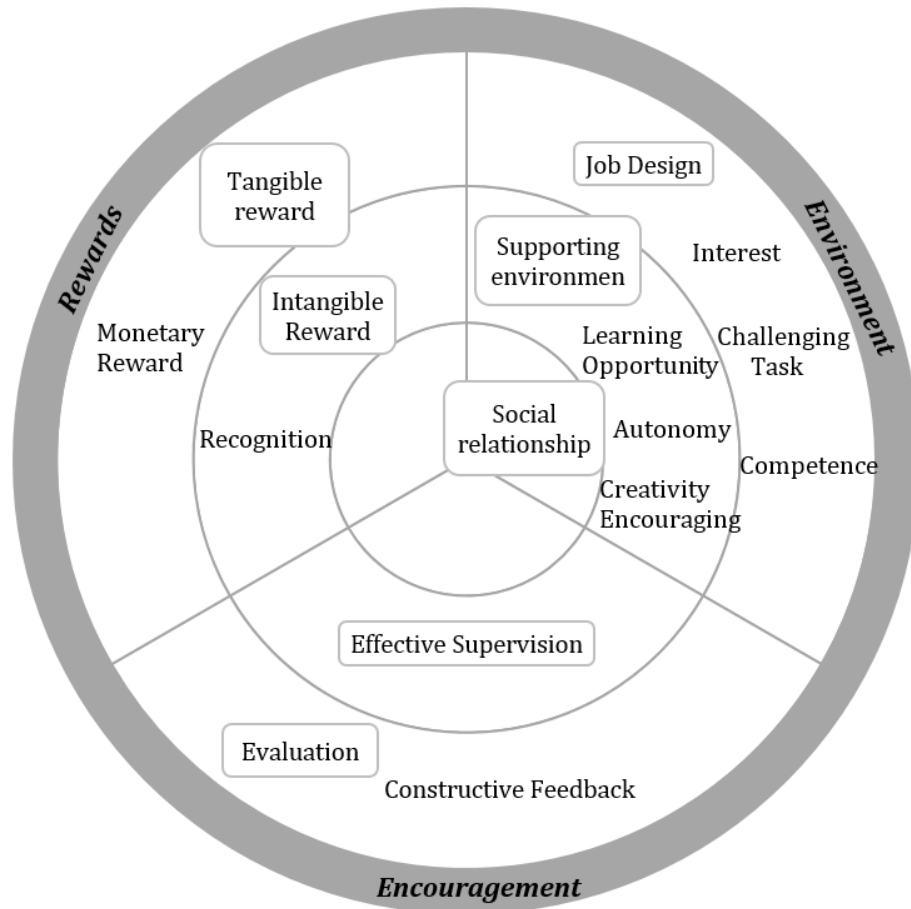 Rewards
Tangible
reward
Intangible
Reward
Monetary
Reward
Recognition
Environment
Job Design
Supporting
environmen
Interest
Learning
Opportunity
Challenging
Task
Social
relationship
Autonomy
Competence
Creativity
Encouraging
Effective Supervision
Evaluation
Constructive Feedback
Encouragement